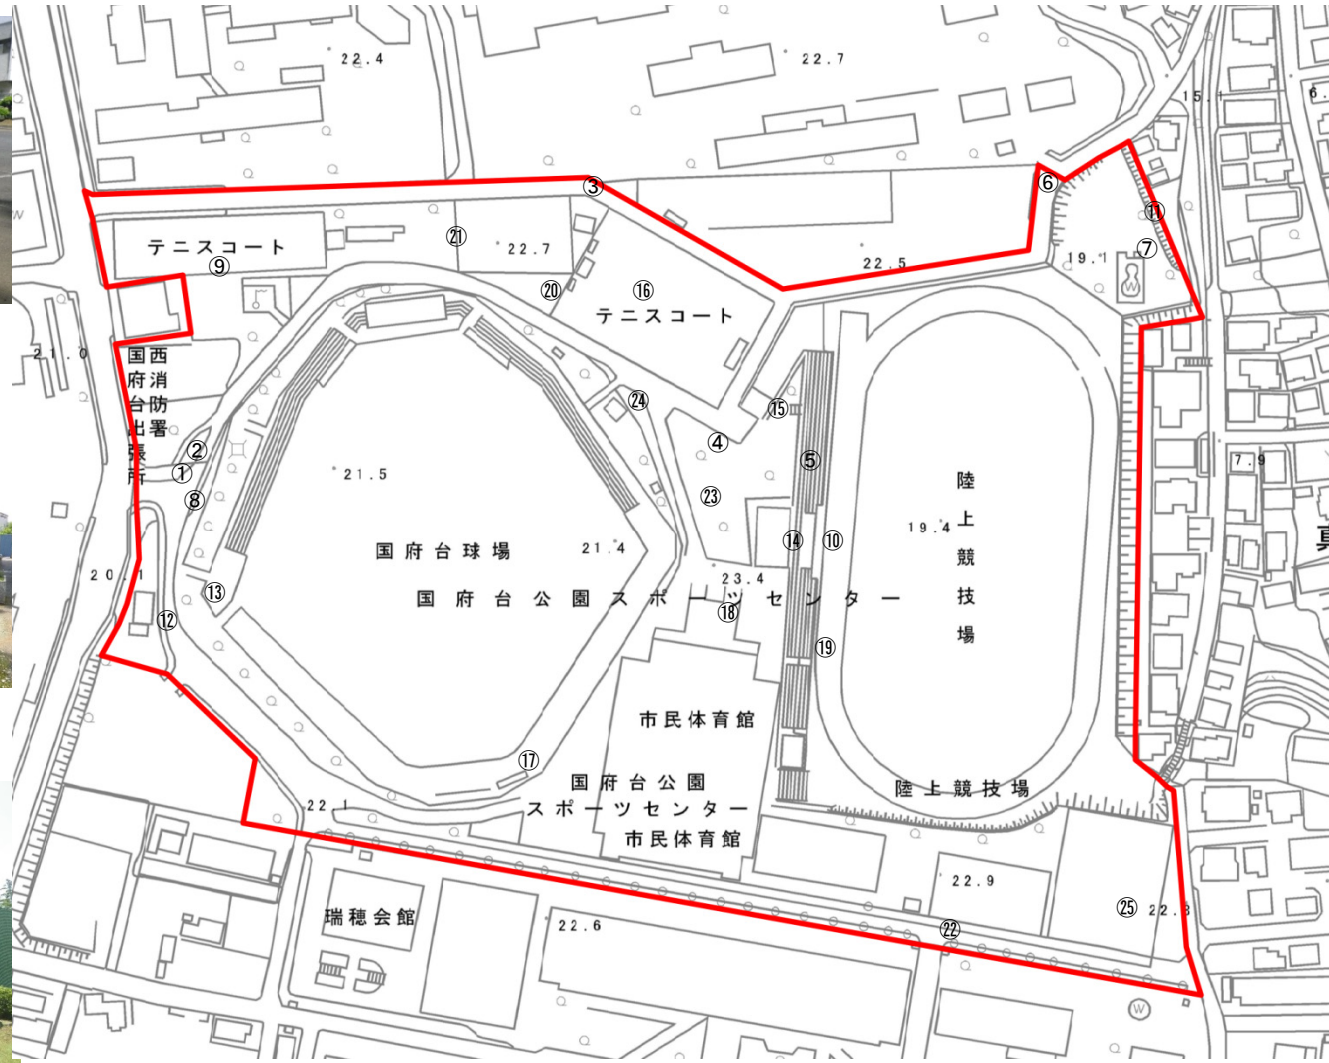 22.4
22.7
15.1
6.
③
⑥
⑪
⑦
テニスコート
⑨
㉑
22.7
22.5
19.1
W
⑳
⑯
テニスコート
21.0
西消防署
国府台出張所
②
①
⑧
㉔
④
⑮
⑤
㉓
21.5
7.9
陸上競技場
19.4
国府台球場
21.4
⑭
⑩
20.1
23.4
国府台公園スポーツセンター
⑬
⑫
⑱
⑲
真
市民体育館
⑰
国府台公園
スポーツセンター
陸上競技場
22.1
市民体育館
22.9
㉕
22.8
瑞穂会館
22.6
㉒
W